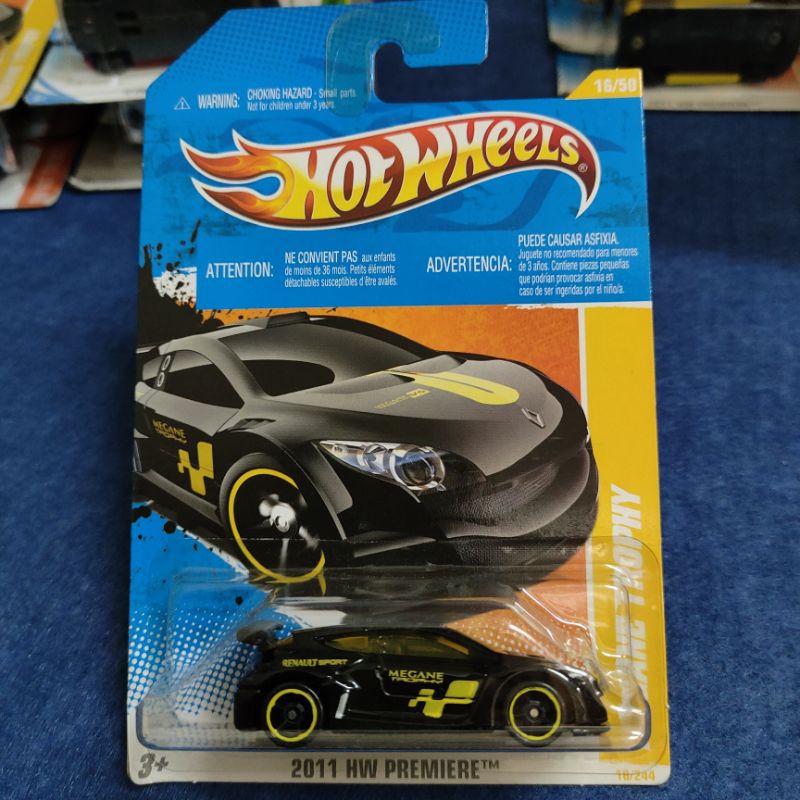 16/50
WARNING:
CHOKING HAZARD - Small parts.
Not for children under 3 years.
HOT WHEELS
ATTENTION:
NE CONVIENT PAS aux enfants
de moins de 36 mois. Petits éléments
détachables susceptibles d'être avalés.
ADVERTENCIA:
PUEDE CAUSAR ASFIXIA.
Juguete no recomendado para menores
de 3 años. Contiene piezas pequeñas
que podrían provocar asfixia en
caso de ser ingeridas por el niño/a.
MEGANE
TROPHY
TROPHY
RENAULT SPORT
MEGANE
TROPHY
3+
2011 HW PREMIERE™
16/244